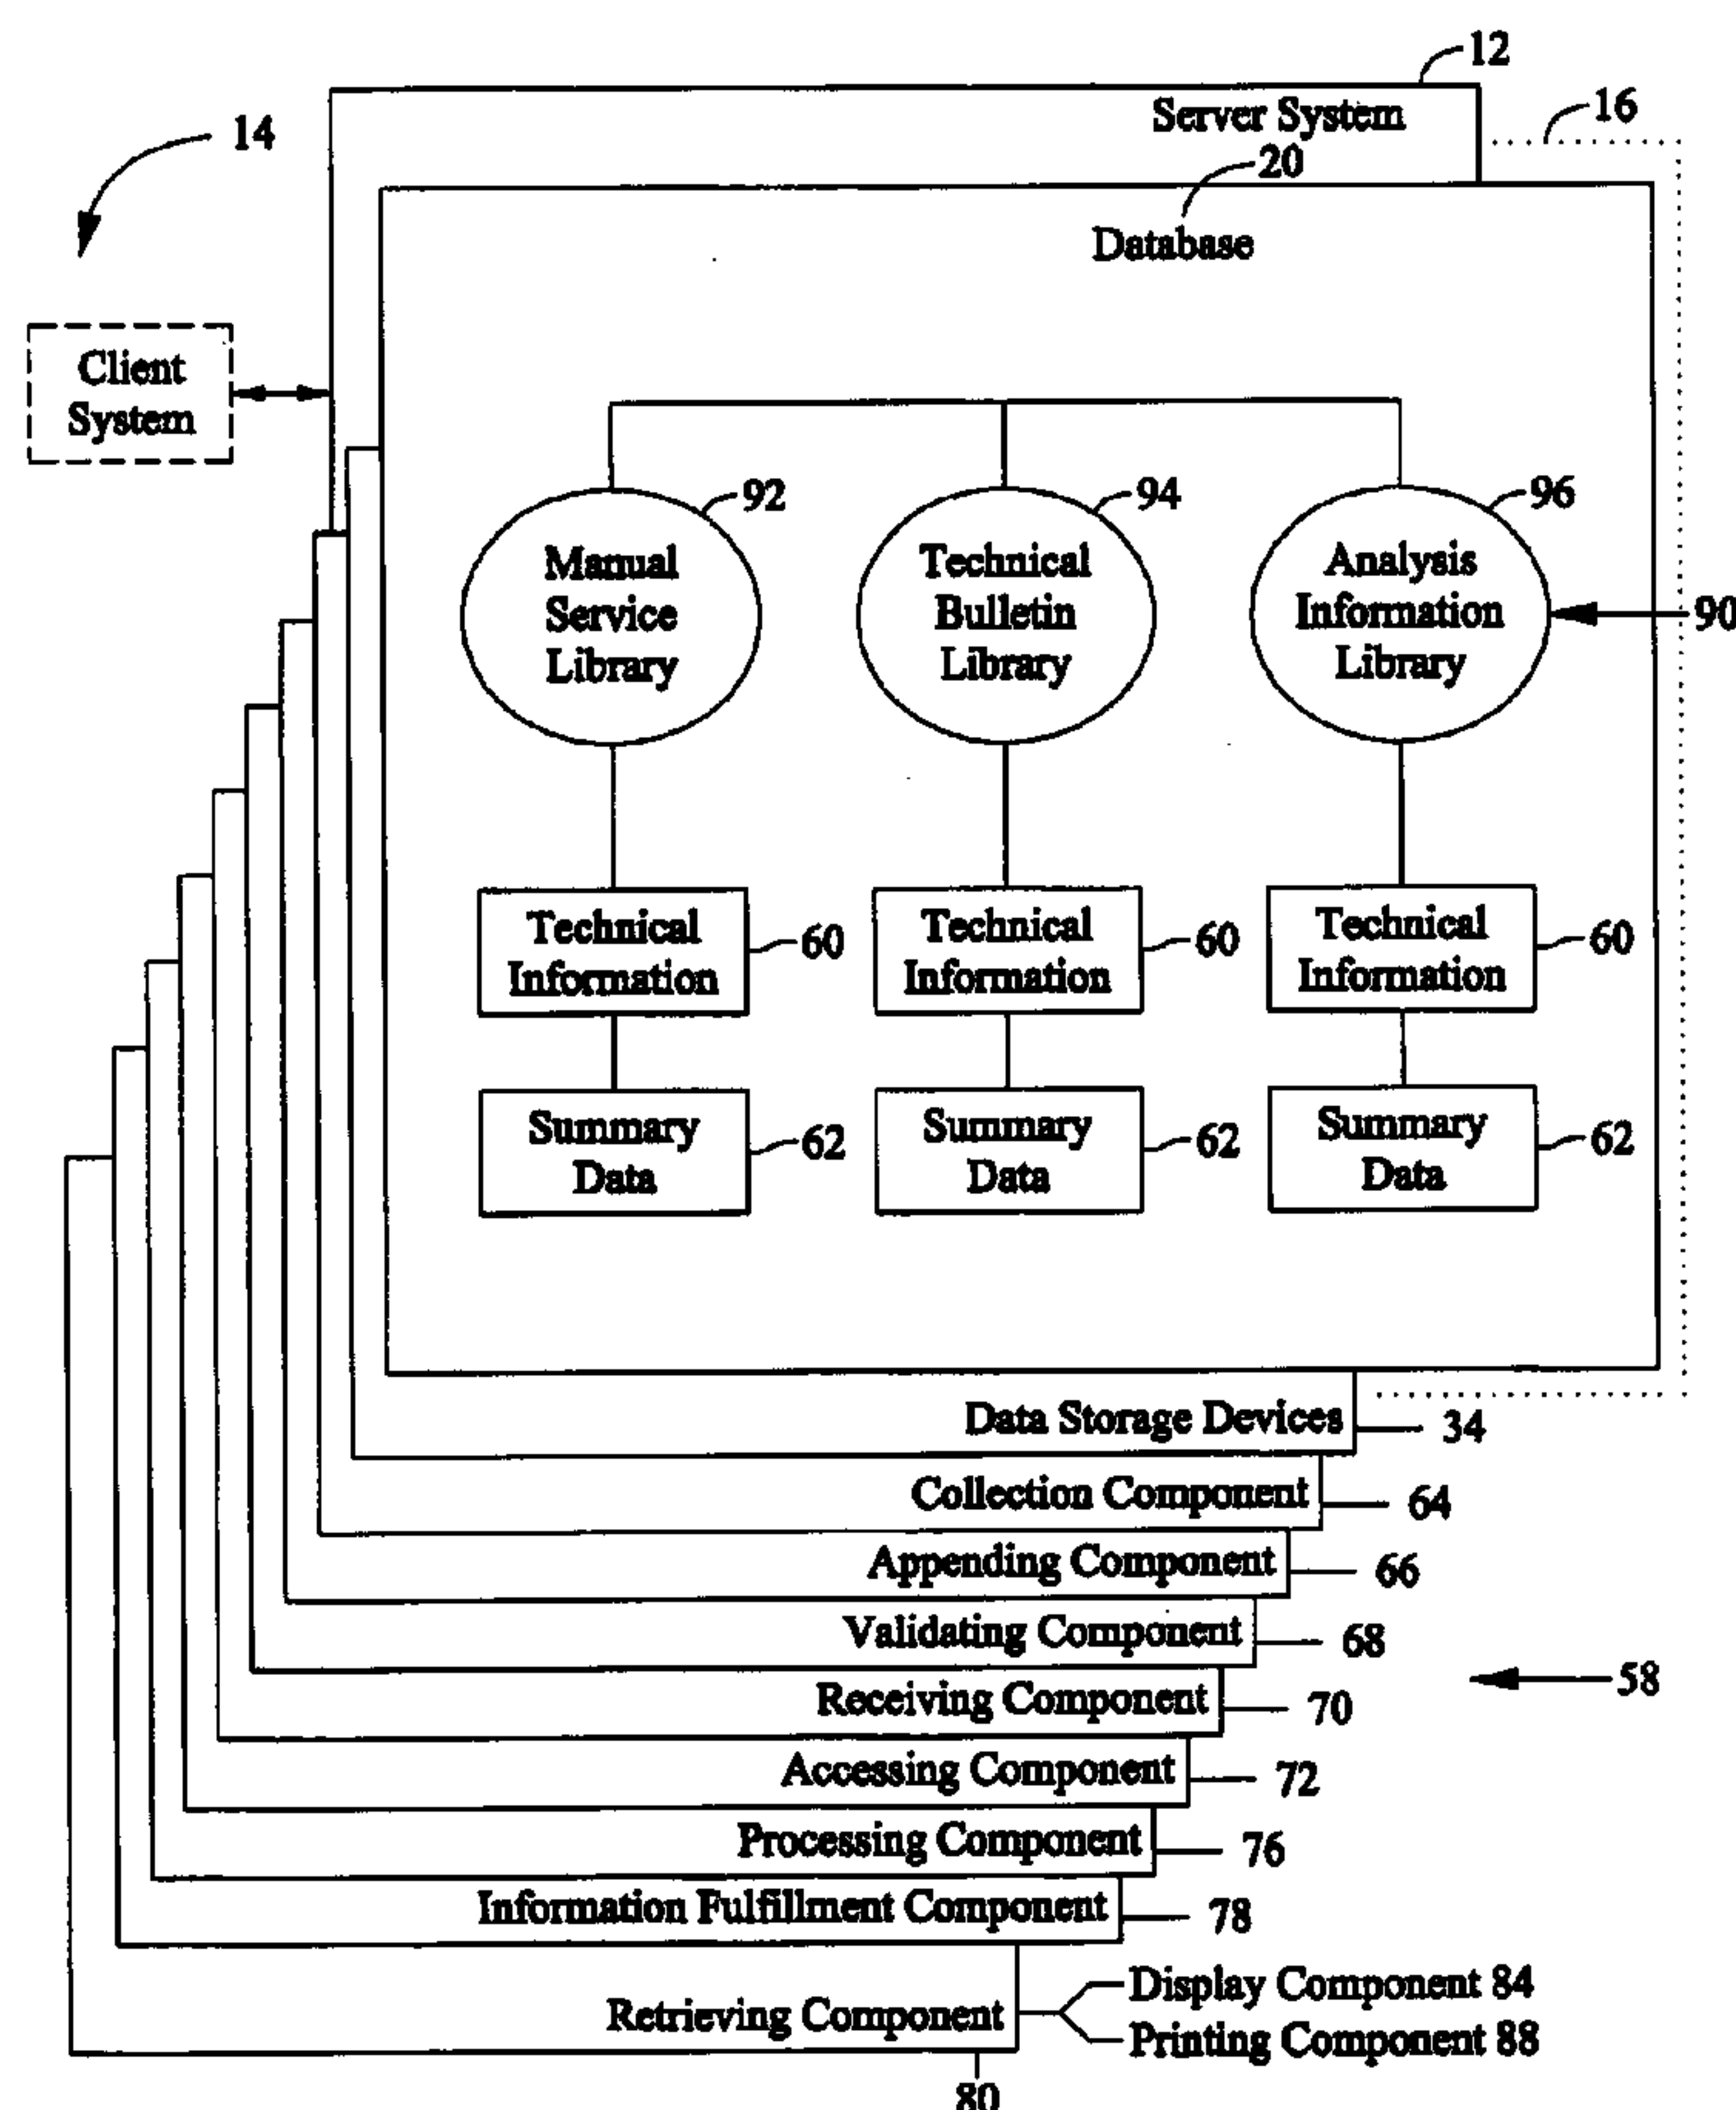 12
Server System
16
14
20
Database
Client
System
92
94
96
Manual
Service
Library
Technical
Bulletin
Library
Analysis
Information
Library
90
Technical
Information
60
Technical
Information
60
Technical
Information
60
Summary
Data
62
Summary
Data
62
Summary
Data
62
Data Storage Devices
34
Collection Component
64
Appending Component
66
Validating Component
68
58
Receiving Component
70
Accessing Component
72
Processing Component
76
Information Fulfillment Component
78
Retrieving Component
Display Component 84
Printing Component 88
80